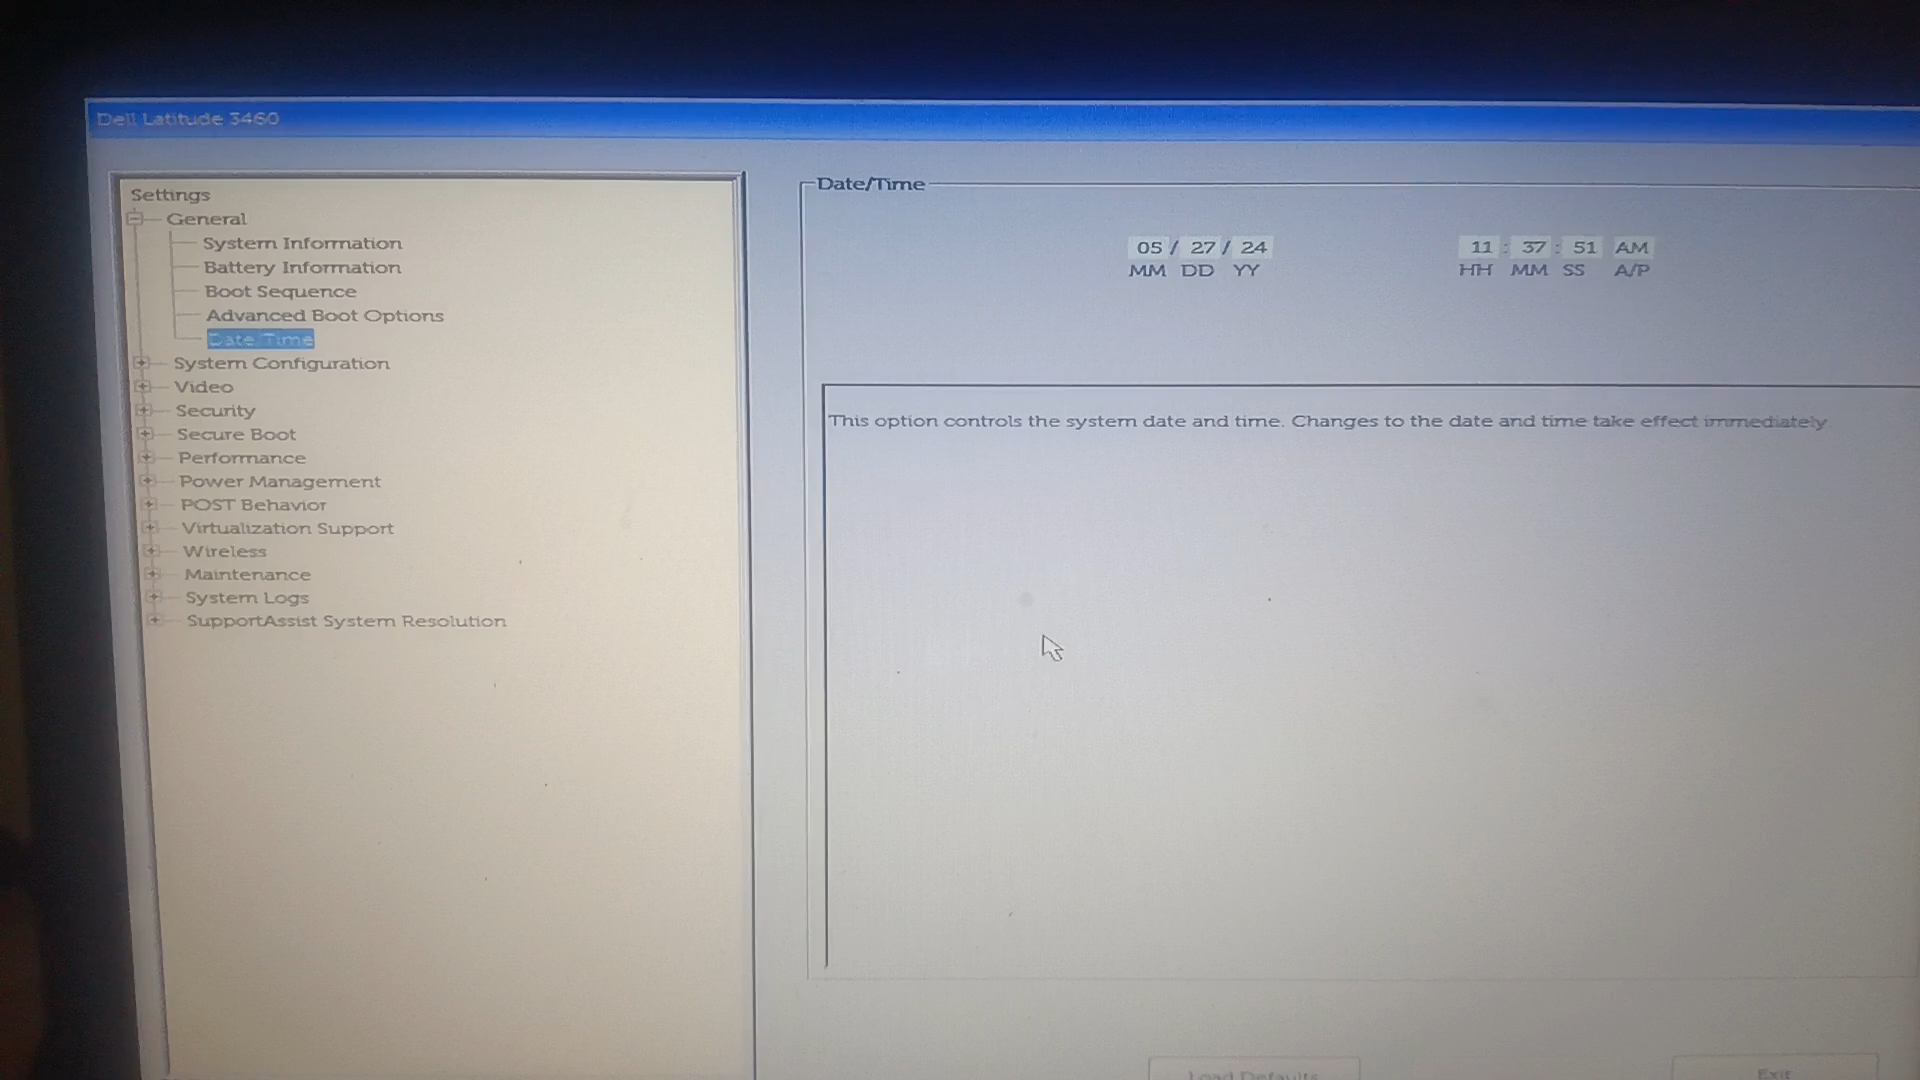 Dell Latitude 3460
Settings
General
System Information
Battery Information
Boot Sequence
Advanced Boot Options
Date/Time
System Configuration
Video
Security
Secure Boot
Performance
Power Management
POST Behavior
Virtualization Support
Wireless
Maintenance
System Logs
SupportAssist System Resolution
Date/Time
05 / 27 / 24 11 : 37 : 51 AM
MM DD YY HH MM SS A/P
This option controls the system date and time. Changes to the date and time take effect immediately
Load Defaults Exit